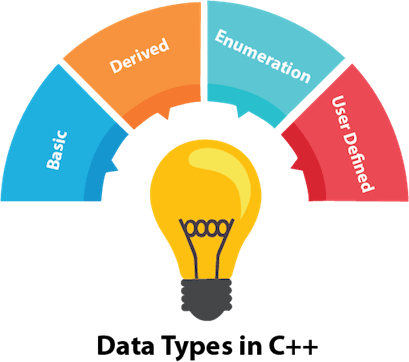 Basic
Derived
Enumeration
User Defined
Data Types in C++